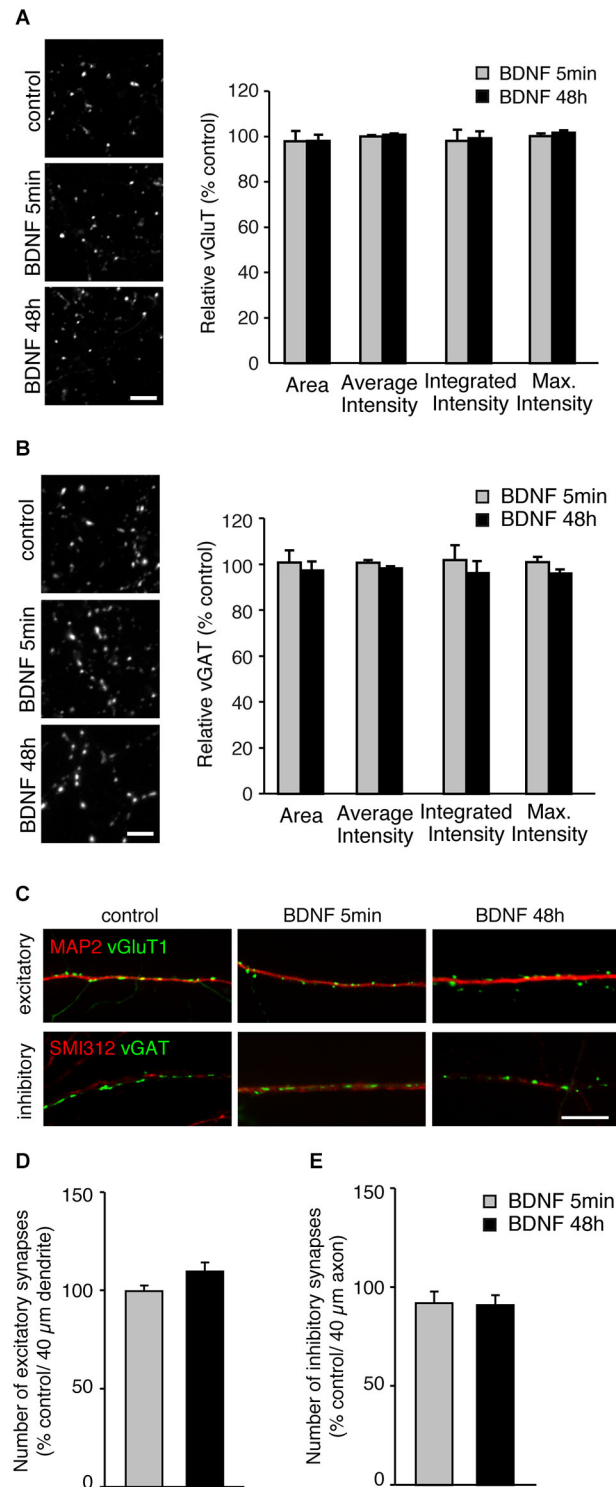 A
control
BDNF 5min
BDNF 48h
Relative vGluT (% control)
120
100
80
60
40
20
0
BDNF 5min
BDNF 48h
Area
Average Intensity
Integrated Intensity
Max. Intensity
B
control
BDNF 5min
BDNF 48h
Relative vGAT (% control)
120
100
80
60
40
20
0
BDNF 5min
BDNF 48h
Area
Average Intensity
Integrated Intensity
Max. Intensity
C
control
BDNF 5min
BDNF 48h
excitatory
MAP2 vGluT1
inhibitory
SMI312 vGAT
D
Number of excitatory synapses
(% control/ 40 µm dendrite)
150
100
50
0
E
Number of inhibitory synapses
(% control/ 40 µm axon)
150
100
50
0
BDNF 5min
BDNF 48h